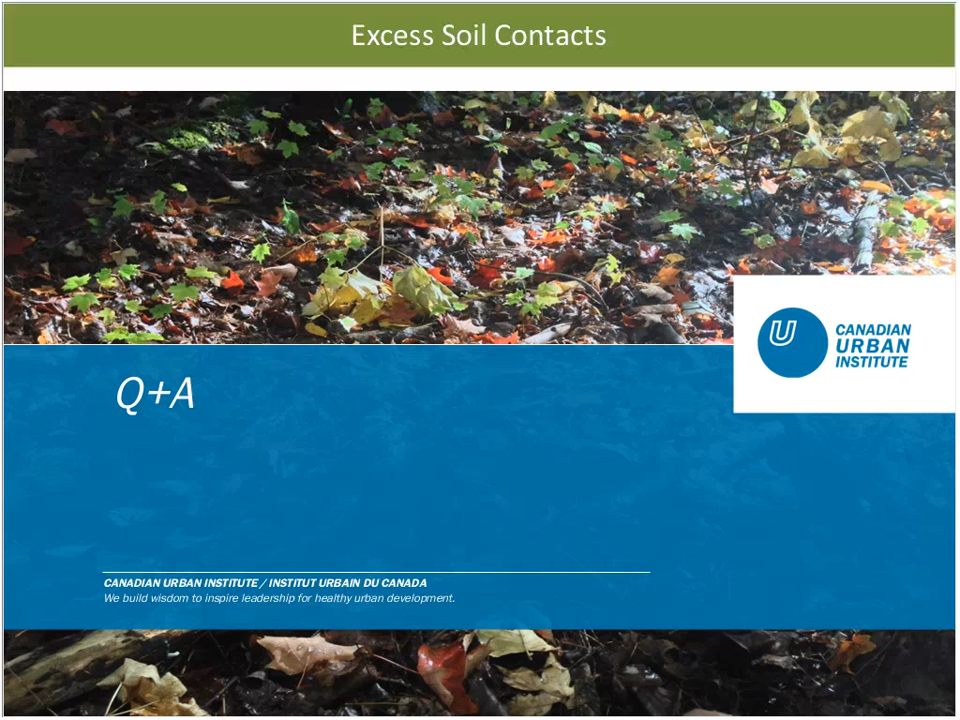 Excess Soil Contacts
U
CANADIAN
URBAN
INSTITUTE
Q+A
CANADIAN URBAN INSTITUTE / INSTITUT URBAIN DU CANADA
We build wisdom to inspire leadership for healthy urban development.